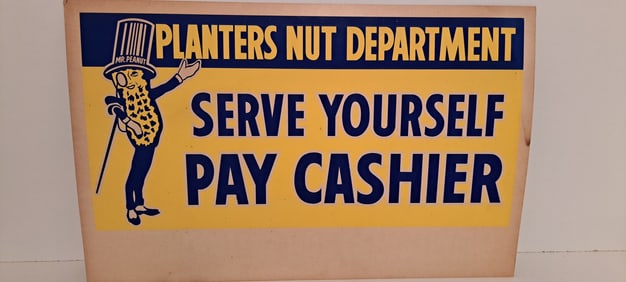 PLANTERS NUT DEPARTMENT
MR. PEANUT
SERVE YOURSELF
PAY CASHIER